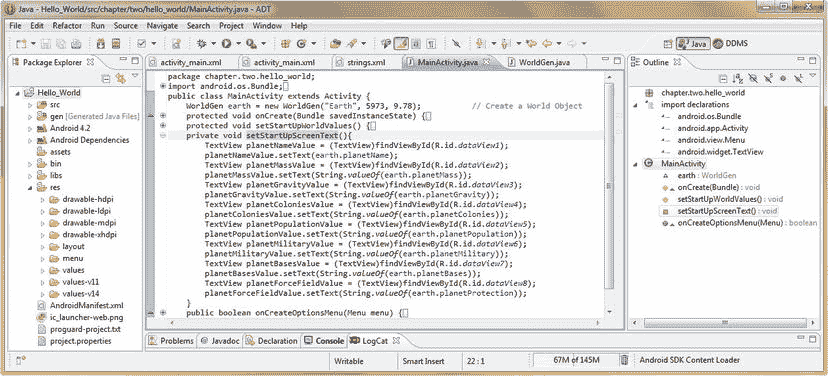 Java - Hello_World/src/chapter/two/hello_world/MainActivity.java - ADT
File Edit Refactor Run Source Navigate Search Project Window Help
Java DDMS
Package Explorer
Hello_World
src
gen [Generated Java Files]
Android 4.2
Android Dependencies
assets
bin
libs
res
drawable-hdpi
drawable-ldpi
drawable-mdpi
drawable-xhdpi
layout
menu
values
values-v11
values-v14
AndroidManifest.xml
ic_launcher-web.png
proguard-project.txt
project.properties
activity_main.xml activity_main.xml strings.xml MainActivity.java WorldGen.java
package chapter.two.hello_world;
import android.os.Bundle;
public class MainActivity extends Activity {
WorldGen earth = new WorldGen("Earth", 5973, 9.78); // Create a World Object
protected void onCreate(Bundle savedInstanceState) {
protected void setStartUpWorldValues() {
private void setStartUpScreenText(){
TextView planetNameValue = (TextView)findViewById(R.id.dataView1);
planetNameValue.setText(earth.planetName);
TextView planetMassValue = (TextView)findViewById(R.id.dataView2);
planetMassValue.setText(String.valueOf(earth.planetMass));
TextView planetGravityValue = (TextView)findViewById(R.id.dataView3);
planetGravityValue.setText(String.valueOf(earth.planetGravity));
TextView planetColoniesValue = (TextView)findViewById(R.id.dataView4);
planetColoniesValue.setText(String.valueOf(earth.planetColonies));
TextView planetPopulationValue = (TextView)findViewById(R.id.dataView5);
planetPopulationValue.setText(String.valueOf(earth.planetPopulation));
TextView planetMilitaryValue = (TextView)findViewById(R.id.dataView6);
planetMilitaryValue.setText(String.valueOf(earth.planetMilitary));
TextView planetBasesValue = (TextView)findViewById(R.id.dataView7);
planetBasesValue.setText(String.valueOf(earth.planetBases));
TextView planetForceFieldValue = (TextView)findViewById(R.id.dataView8);
planetForceFieldValue.setText(String.valueOf(earth.planetProtection));
}
public boolean onCreateOptionsMenu(Menu menu) {
Outline
chapter.two.hello_world
import declarations
android.os.Bundle
android.app.Activity
android.view.Menu
android.widget.TextView
MainActivity
earth : WorldGen
onCreate(Bundle) : void
setStartUpWorldValues() : void
setStartUpScreenText() : void
onCreateOptionsMenu(Menu) : boolean
Problems Javadoc Declaration Console LogCat
Writable Smart Insert 22 : 1 67M of 145M Android SDK Content Loader